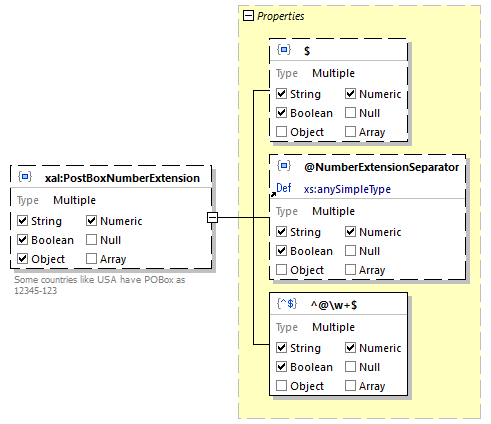 Properties
$
Type Multiple
String Numeric
Boolean Null
Object Array
@NumberExtensionSeparator
Def xs:anySimpleType
Type Multiple
String Numeric
Boolean Null
Object Array
xal:PostBoxNumberExtension
Type Multiple
String Numeric
Boolean Null
Object Array
Some countries like USA have POBox as
12345-123
{^$} ^@\w+$
Type Multiple
String Numeric
Boolean Null
Object Array